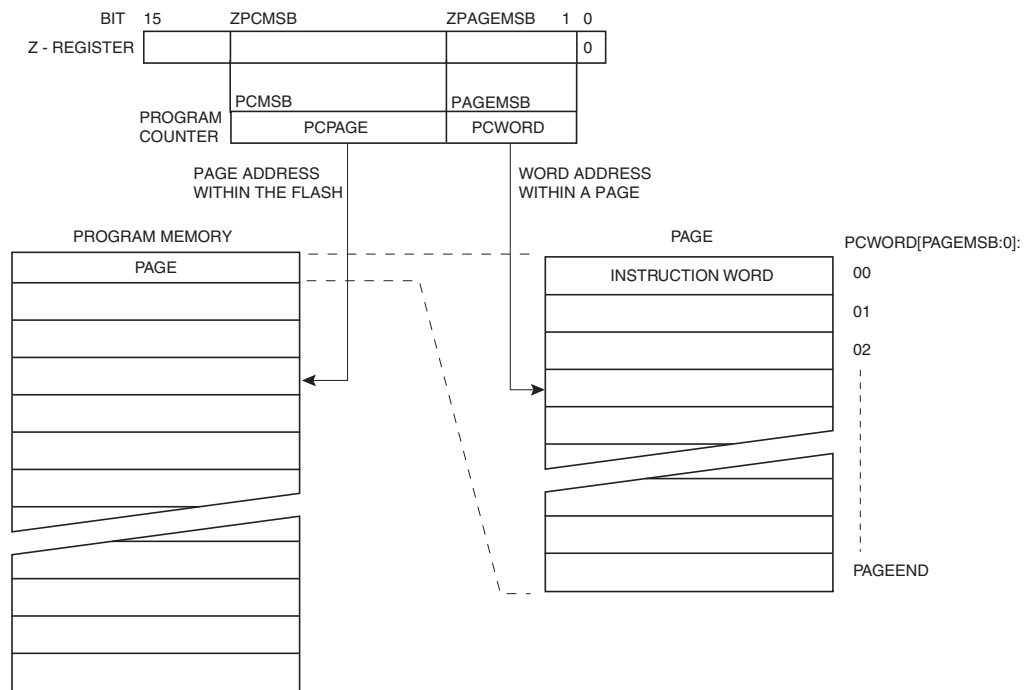 BIT 15 ZPCMSB ZPAGEMSB 1 0
Z - REGISTER 0
PCMSB PAGEMSB
PROGRAM
COUNTER
PCPAGE PCWORD
PAGE ADDRESS
WITHIN THE FLASH
WORD ADDRESS
WITHIN A PAGE
PROGRAM MEMORY
PAGE
PAGE
PCWORD[PAGEMSB:0]:
INSTRUCTION WORD
00
01
02
PAGEEND